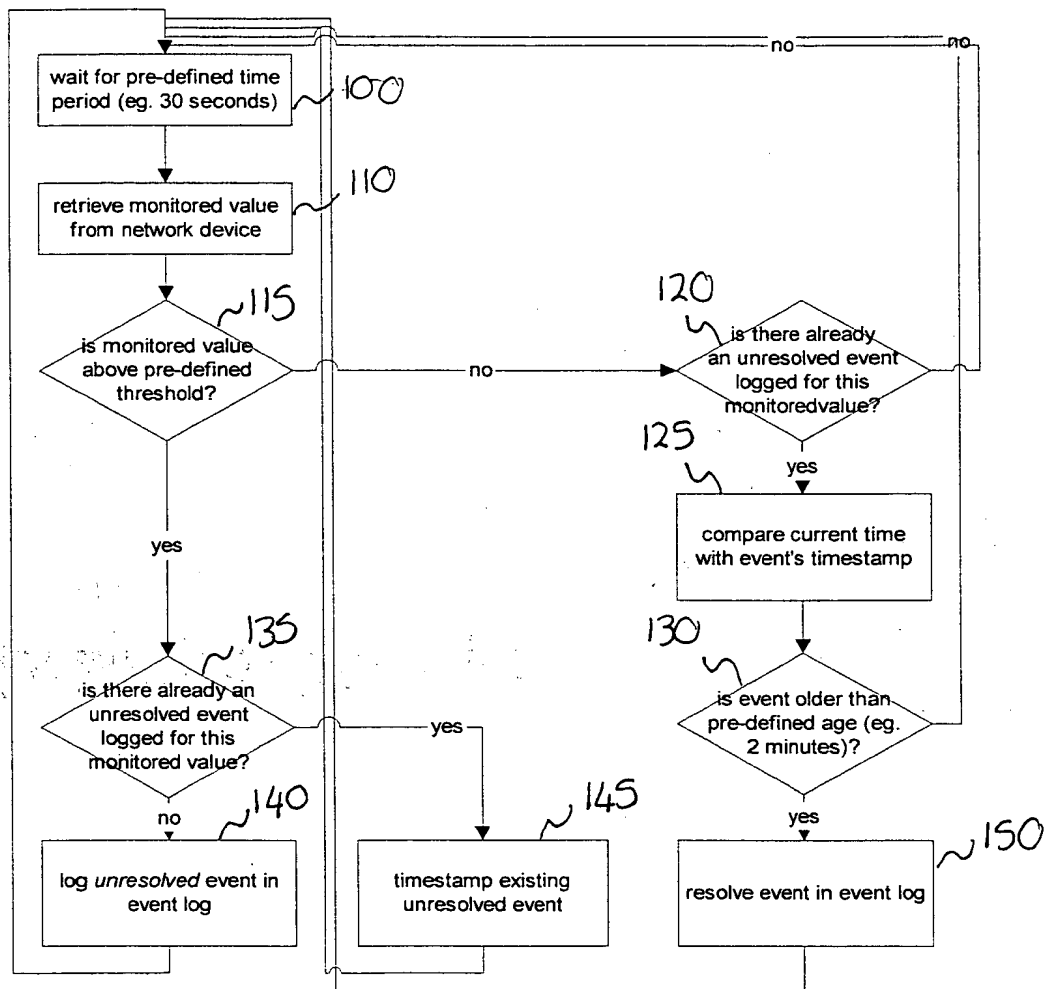 no
no
wait for pre-defined time
period (eg. 30 seconds)
100
retrieve monitored value
from network device
110
115
is monitored value
above pre-defined
threshold?
no
120
is there already
an unresolved event
logged for this
monitoredvalue?
yes
125
compare current time
with event's timestamp
yes
130
is event older than
pre-defined age (eg.
2 minutes)?
135
is there already an
unresolved event
logged for this
monitored value?
yes
no
140
log unresolved event in
event log
145
timestamp existing
unresolved event
yes
150
resolve event in event log